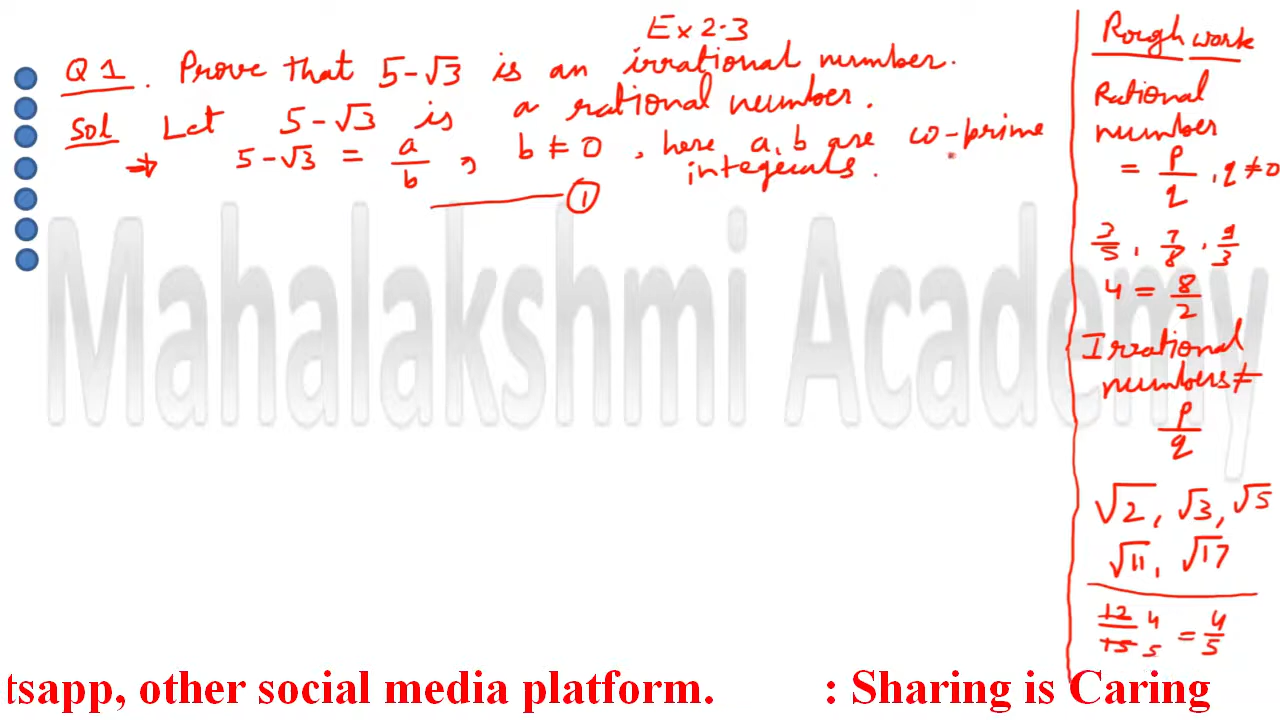 Ex 2.3
Q1. Prove that 5-√3 is an irrational number.
Sol Let 5-√3 is a rational number.
⇒ 5-√3 = a/b, b ≠ 0, here a, b are co-prime
integerals.
①
Rough work
Rational
number
= p/q, q ≠ 0
3/5, 7/8, 9/3
4 = 8/2
Irrational
numbers ≠
p/q
√2, √3, √5
√11, √17
12/15 4/5 = 4/5
Mahalakshmi Academy
tsapp, other social media platform. : Sharing is Caring